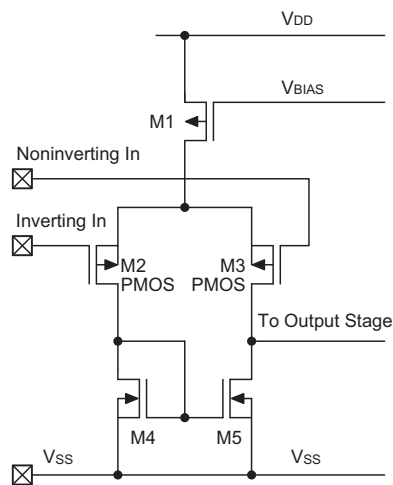 VDD
VBIAS
M1
Noninverting In
Inverting In
M2
PMOS
M3
PMOS
To Output Stage
M4
M5
VSS
VSS